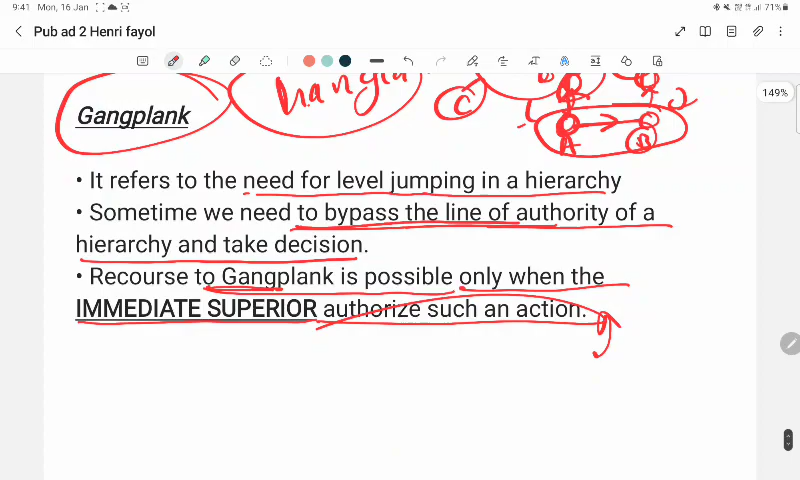 9:41 Mon, 16 Jan
71%
Pub ad 2 Henri fayol
149%
C
Gangplank
A
B
• It refers to the need for level jumping in a hierarchy
• Sometime we need to bypass the line of authority of a
hierarchy and take decision.
• Recourse to Gangplank is possible only when the
IMMEDIATE SUPERIOR authorize such an action.